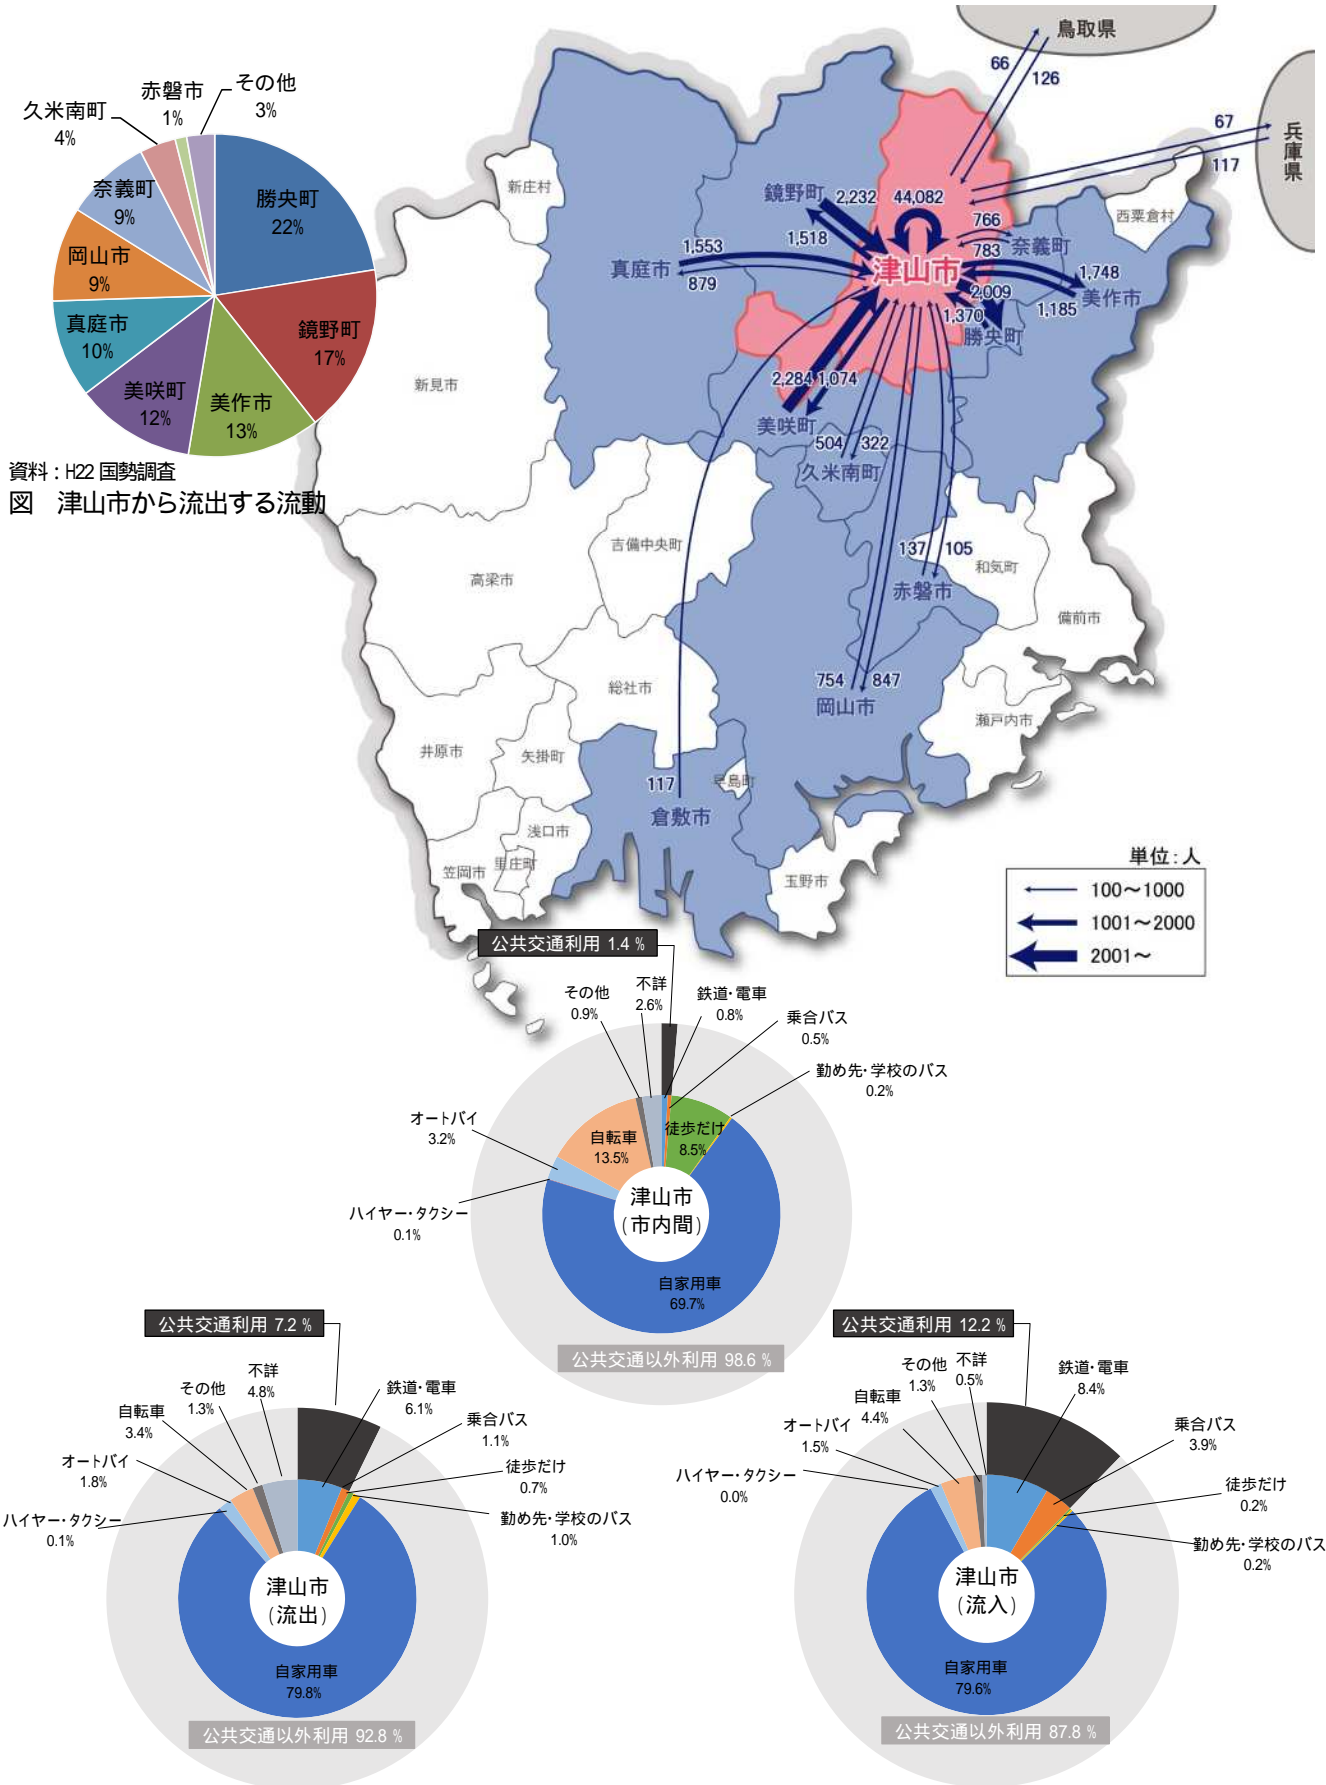 鳥取県
66
126
67
兵庫県
117
赤磐市
1%
その他
3%
久米南町
4%
奈義町
9%
勝央町
22%
岡山市
9%
真庭市
10%
鏡野町
17%
美咲町
12%
美作市
13%
資料：H22 国勢調査
図　津山市から流出する流動
新庄村
鏡野町
2,232
44,082
西粟倉村
766
1,518
奈義町
1,553
783
真庭市
津山市
1,748
879
2,009
美作市
1,185
1,370
勝央町
新見市
2,284
1,074
美咲町
504
322
久米南町
吉備中央町
137
105
和気町
高梁市
赤磐市
備前市
総社市
754
847
岡山市
瀬戸内市
井原市
矢掛町
117
早島町
倉敷市
浅口市
里庄町
笠岡市
玉野市
単位：人
100～1000
1001～2000
2001～
公共交通利用 1.4 %
その他
0.9%
不詳
2.6%
鉄道・電車
0.8%
乗合バス
0.5%
勤め先・学校のバス
0.2%
オートバイ
3.2%
自転車
13.5%
徒歩だけ
8.5%
ハイヤー・タクシー
0.1%
津山市
(市内間)
自家用車
69.7%
公共交通以外利用 98.6 %
公共交通利用 7.2 %
不詳
4.8%
その他
1.3%
自転車
3.4%
オートバイ
1.8%
ハイヤー・タクシー
0.1%
鉄道・電車
6.1%
乗合バス
1.1%
徒歩だけ
0.7%
勤め先・学校のバス
1.0%
津山市
(流出)
自家用車
79.8%
公共交通以外利用 92.8 %
公共交通利用 12.2 %
不詳
0.5%
その他
1.3%
自転車
4.4%
オートバイ
1.5%
ハイヤー・タクシー
0.0%
鉄道・電車
8.4%
乗合バス
3.9%
徒歩だけ
0.2%
勤め先・学校のバス
0.2%
津山市
(流入)
自家用車
79.6%
公共交通以外利用 87.8 %